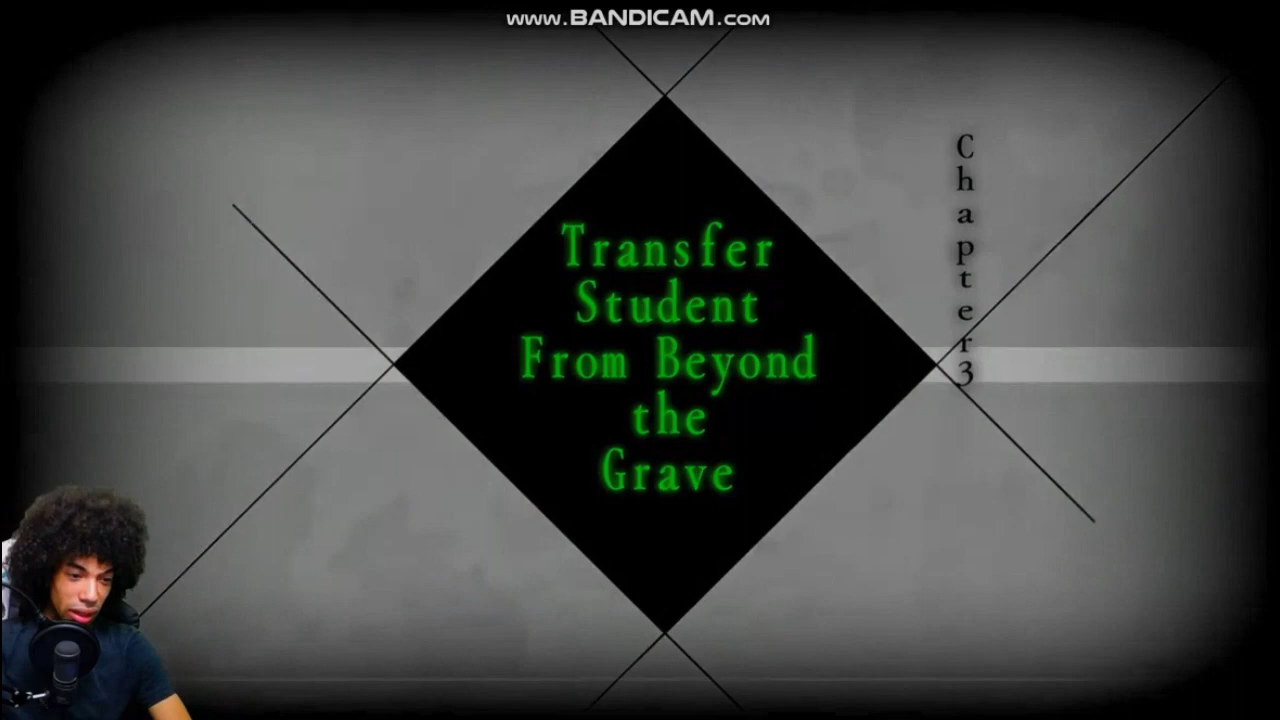 www.BANDICAM.com
Transfer
Student
From Beyond
the
Grave
Chapter3